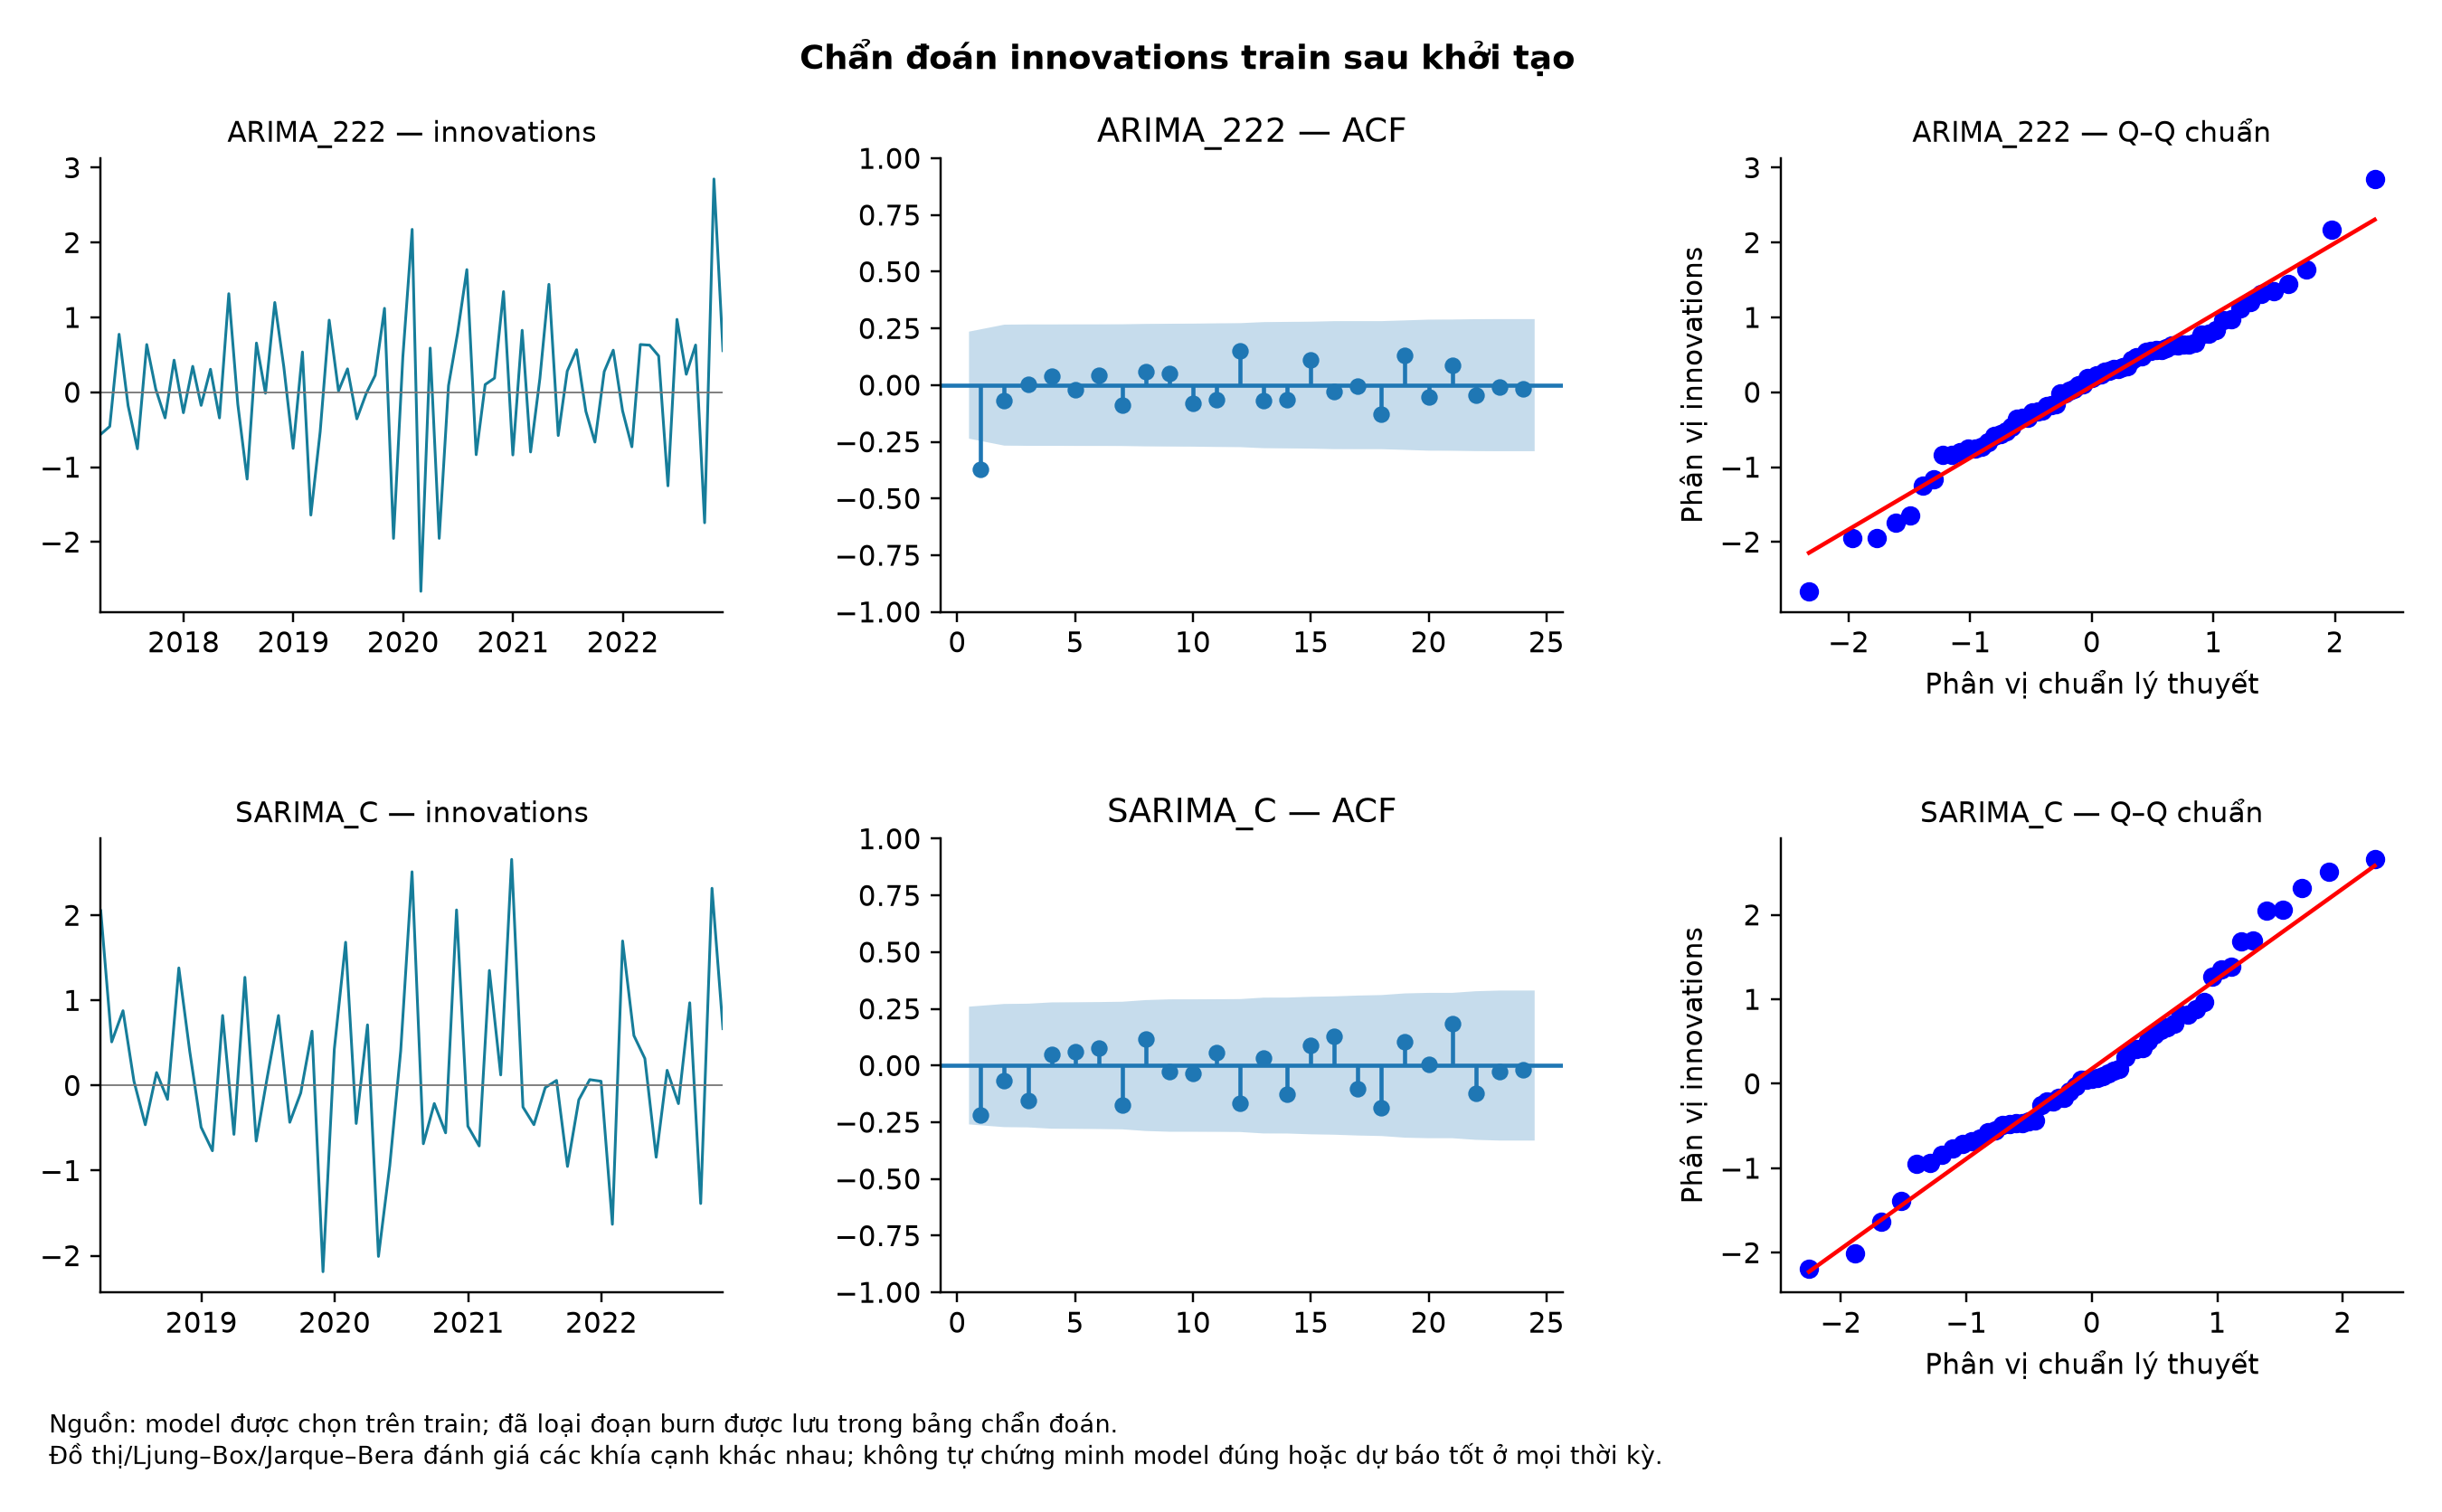 Chẩn đoán innovations train sau khởi tạo
ARIMA_222 — innovations
3
2
1
0
−1
−2
2018 2019 2020 2021 2022
ARIMA_222 — ACF
1.00
0.75
0.50
0.25
0.00
−0.25
−0.50
−0.75
−1.00
0 5 10 15 20 25
ARIMA_222 — Q–Q chuẩn
Phân vị innovations
3
2
1
0
−1
−2
−2 −1 0 1 2
Phân vị chuẩn lý thuyết
SARIMA_C — innovations
2
1
0
−1
−2
2019 2020 2021 2022
SARIMA_C — ACF
1.00
0.75
0.50
0.25
0.00
−0.25
−0.50
−0.75
−1.00
0 5 10 15 20 25
SARIMA_C — Q–Q chuẩn
Phân vị innovations
2
1
0
−1
−2
−2 −1 0 1 2
Phân vị chuẩn lý thuyết
Nguồn: model được chọn trên train; đã loại đoạn burn được lưu trong bảng chẩn đoán.
Đồ thị/Ljung–Box/Jarque–Bera đánh giá các khía cạnh khác nhau; không tự chứng minh model đúng hoặc dự báo tốt ở mọi thời kỳ.